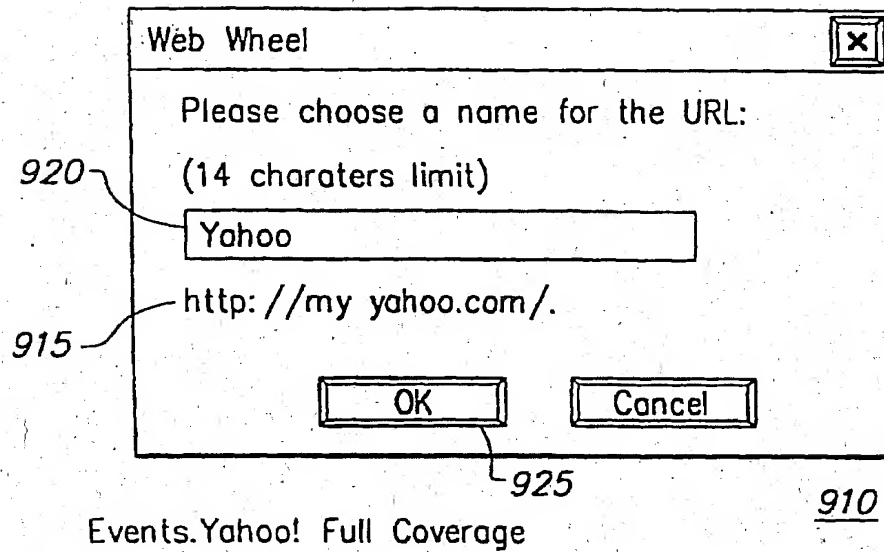 Web Wheel
Please choose a name for the URL:
920
(14 charaters limit)
Yahoo
http://my yahoo.com/.
915
OK Cancel
925
910
Events.Yahoo! Full Coverage